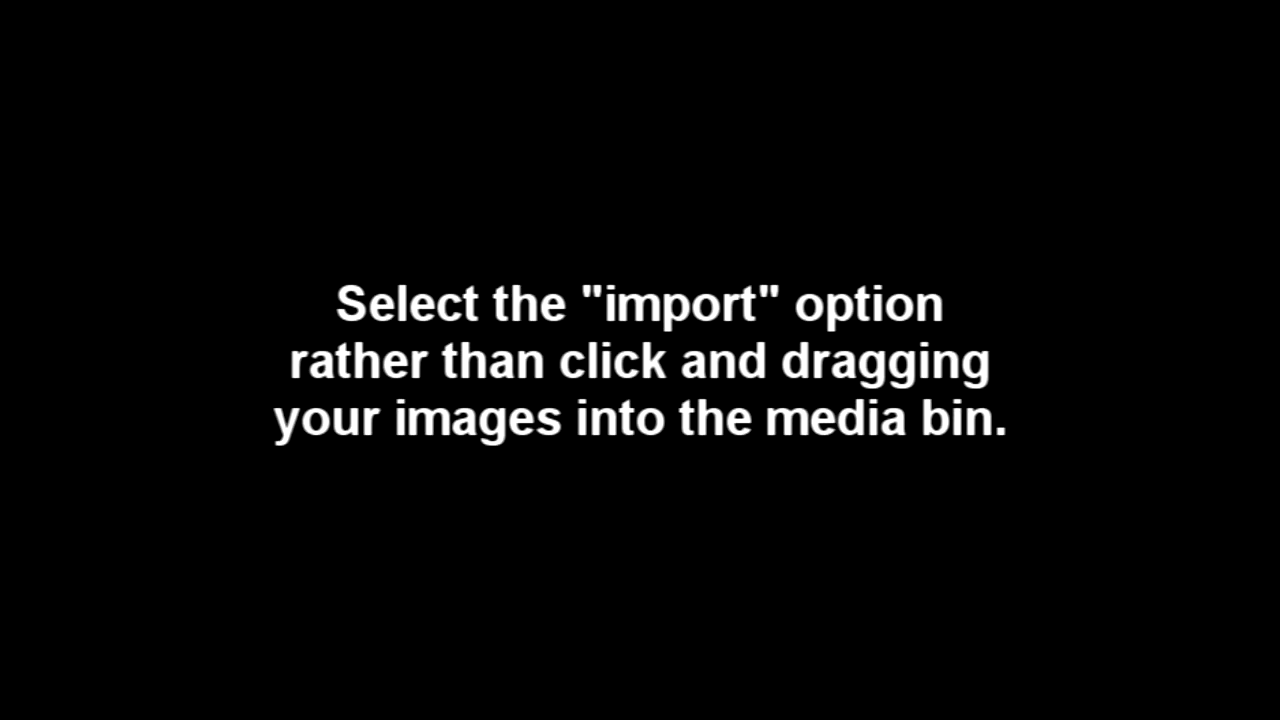 Select the "import" option
rather than click and dragging
your images into the media bin.